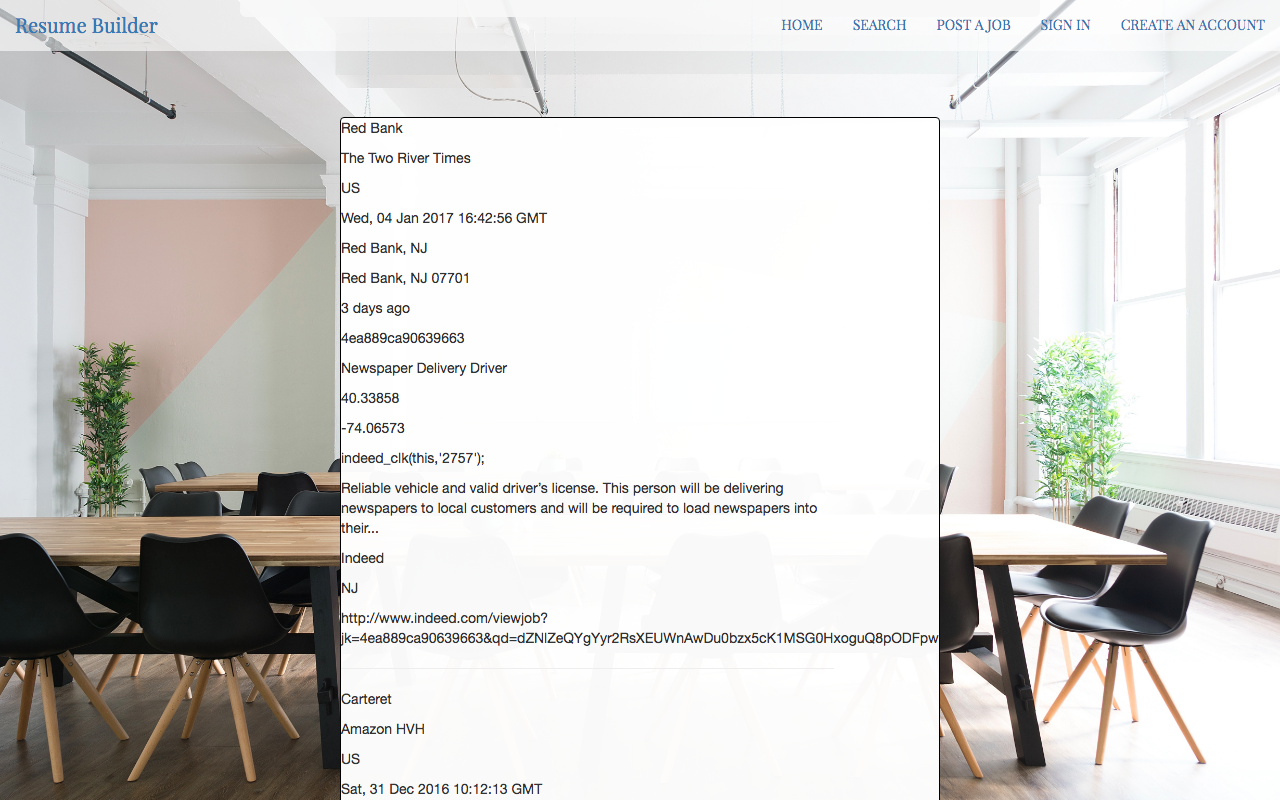 Resume Builder
HOME SEARCH POST A JOB SIGN IN CREATE AN ACCOUNT
Red Bank
The Two River Times
US
Wed, 04 Jan 2017 16:42:56 GMT
Red Bank, NJ
Red Bank, NJ 07701
3 days ago
4ea889ca90639663
Newspaper Delivery Driver
40.33858
-74.06573
indeed_clk(this,'2757');
Reliable vehicle and valid driver’s license. This person will be delivering
newspapers to local customers and will be required to load newspapers into
their...
Indeed
NJ
http://www.indeed.com/viewjob?
jk=4ea889ca90639663&qd=dZNlZeQYgYyr2RsXEUWnAwDu0bzx5cK1MSG0HxoguQ8pODFpw
Carteret
Amazon HVH
US
Sat, 31 Dec 2016 10:12:13 GMT